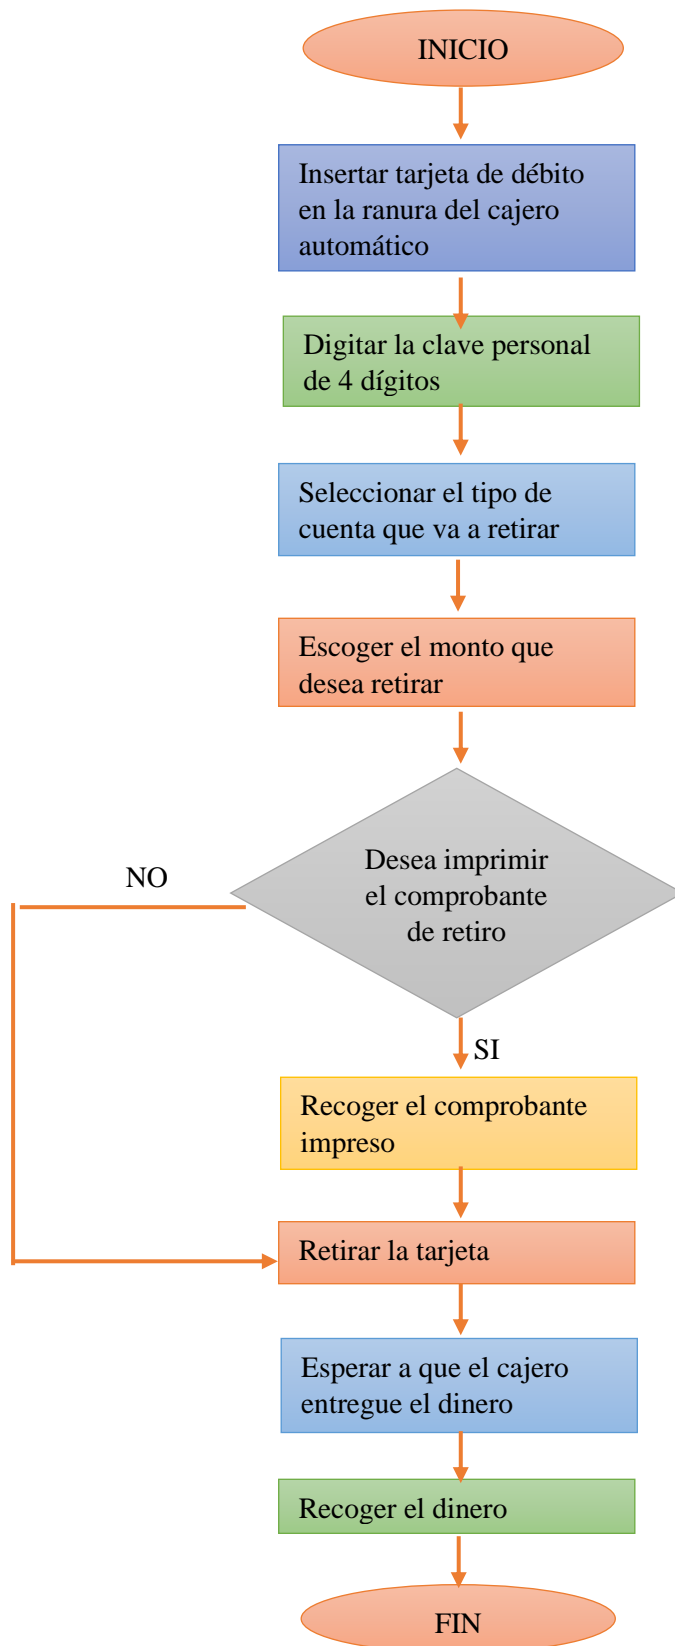 INICIO
Insertar tarjeta de débito
en la ranura del cajero
automático
Digitar la clave personal
de 4 dígitos
Seleccionar el tipo de
cuenta que va a retirar
Escoger el monto que
desea retirar
Desea imprimir
el comprobante
de retiro
NO
SI
Recoger el comprobante
impreso
Retirar la tarjeta
Esperar a que el cajero
entregue el dinero
Recoger el dinero
FIN